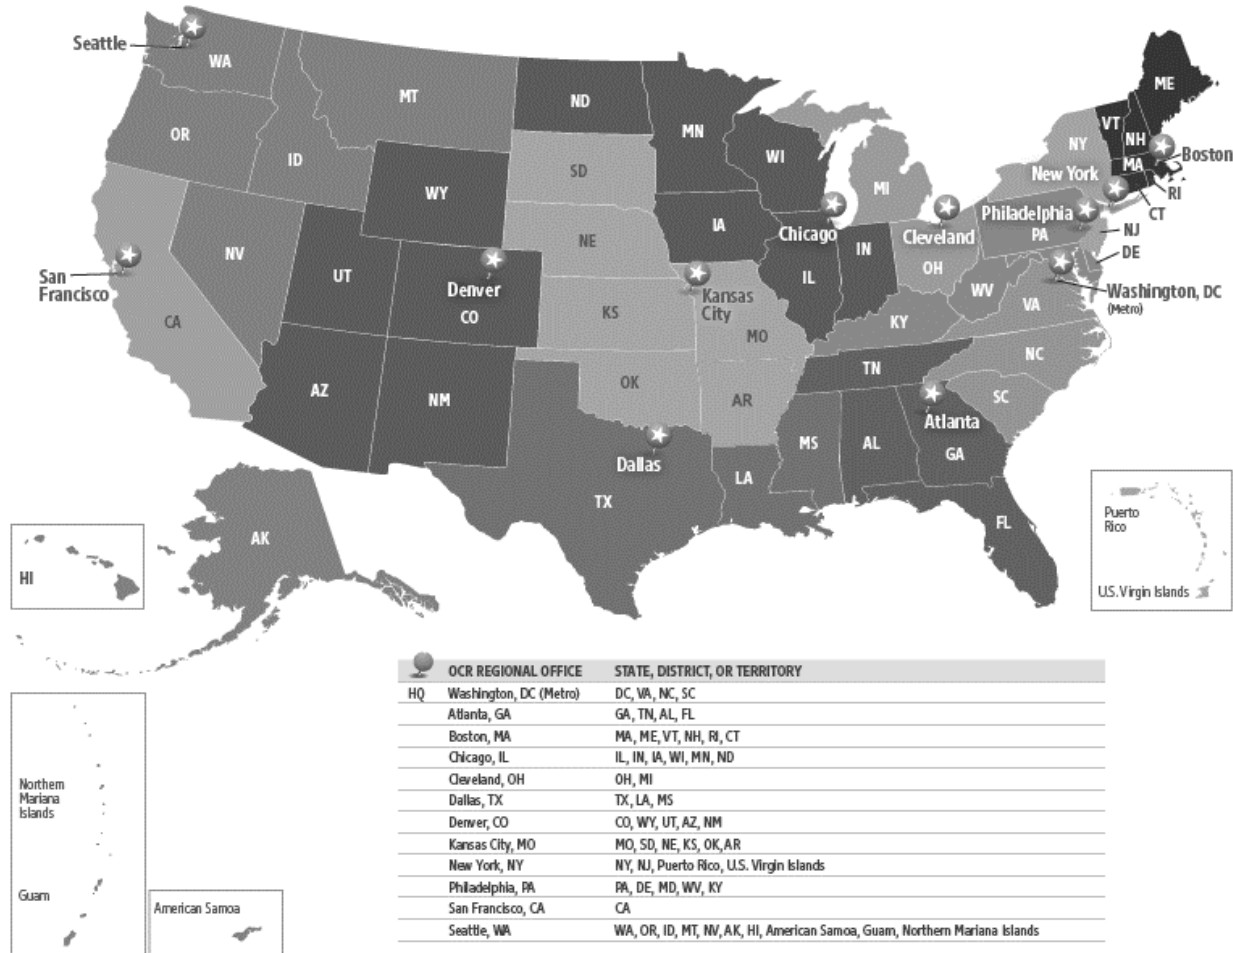 Seattle
WA
MT
ND
MN
ME
VT
NH
NY
MA
Boston
OR
ID
SD
WI
MI
New York
RI
CT
WY
IA
Philadelphia
PA
NJ
DE
NE
Chicago
Cleveland
NV
UT
Denver
CO
IL
IN
OH
WV
VA
Washington, DC
(Metro)
San
Francisco
CA
KS
Kansas
City
MO
KY
NC
TN
AZ
NM
OK
AR
SC
Atlanta
GA
MS
AL
Dallas
TX
LA
FL
AK
HI
Puerto
Rico
U.S. Virgin Islands
Northern
Mariana
Islands
Guam
American Samoa
OCR REGIONAL OFFICE STATE, DISTRICT, OR TERRITORY
HQ Washington, DC (Metro) DC, VA, NC, SC
Atlanta, GA GA, TN, AL, FL
Boston, MA MA, ME, VT, NH, RI, CT
Chicago, IL IL, IN, IA, WI, MN, ND
Cleveland, OH OH, MI
Dallas, TX TX, LA, MS
Denver, CO CO, WY, UT, AZ, NM
Kansas City, MO MO, SD, NE, KS, OK, AR
New York, NY NY, NJ, Puerto Rico, U.S. Virgin Islands
Philadelphia, PA PA, DE, MD, WV, KY
San Francisco, CA CA
Seattle, WA WA, OR, ID, MT, NV, AK, HI, American Samoa, Guam, Northern Mariana Islands